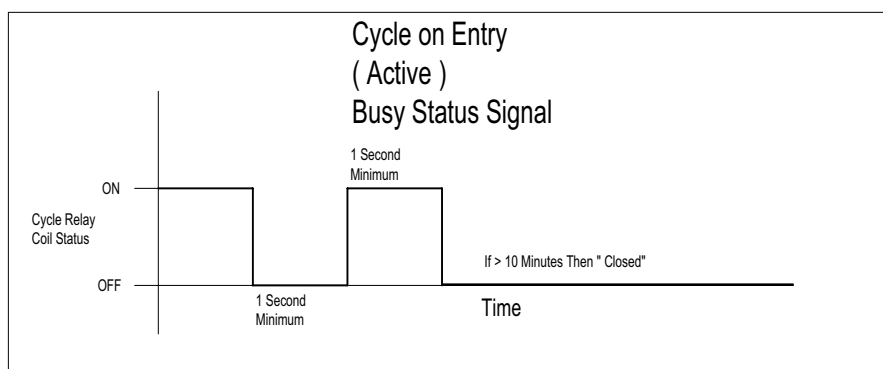 Cycle on Entry
( Active )
Busy Status Signal
1 Second
Minimum
ON
Cycle Relay
Coil Status
If > 10 Minutes Then " Closed"
OFF
1 Second
Minimum
Time